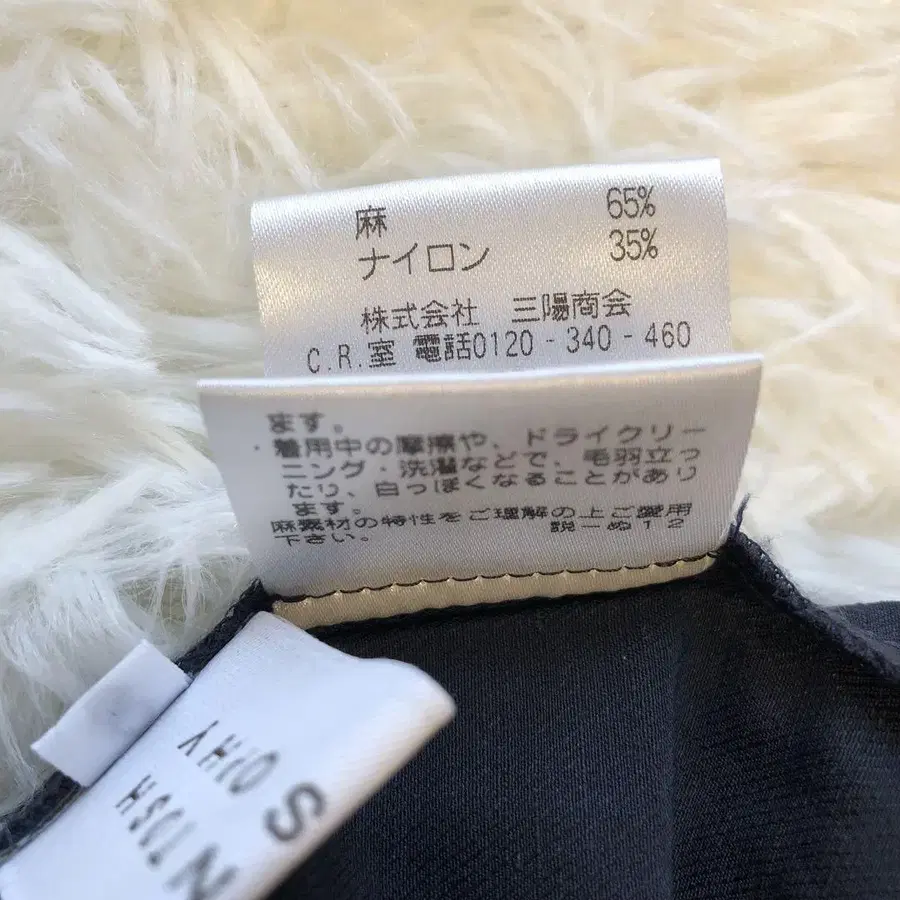 麻 65%
ナイロン 35%
株式会社 三陽商会
C.R.室 電話0120-340-460
ます。
・着用中の摩擦や、ドライクリー
ニング・洗濯などで、毛羽立っ
たり、白っぽくなることがあり
ます。
麻素材の特性をご理解の上ご愛用
下さい。 説-ぬ12